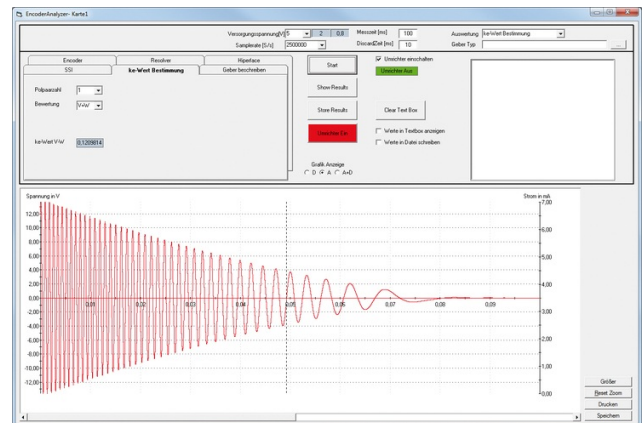 EncoderAnalyzer- Karte1
Versorgungsspannung[V] 5 2 0.8 Messzeit [ms] 100 Auswertung ke-Wert Bestimmung
Samplerate [S/s] 2500000 DiscardZeit [ms] 10 Geber Typ ...
Encoder Resolver Hiperface
SSI ke-Wert Bestimmung Geber beschreiben
Polpaarzahl 1
Bewertung V-W
ke-Wert V-W 0,1209814
Start
Show Results
Store Results
Umrichter Ein
Umrichter einschalten
Umrichter Aus
Clear Text Box
Werte in Textbox anzeigen
Werte in Datei schreiben
Grafik Anzeige
D A A+D
Spannung in V Strom in mA
12,00
10,00
8,00
6,00
4,00
2,00
0,00
-2,00
-4,00
-6,00
-8,00
-10,00
-12,00
0,01 0,02 0,03 0,04 0,05 0,06 0,07 0,08 0,09
7,00
6,00
5,00
4,00
3,00
2,00
1,00
0,00
Größer
Reset Zoom
Drucken
Speichern